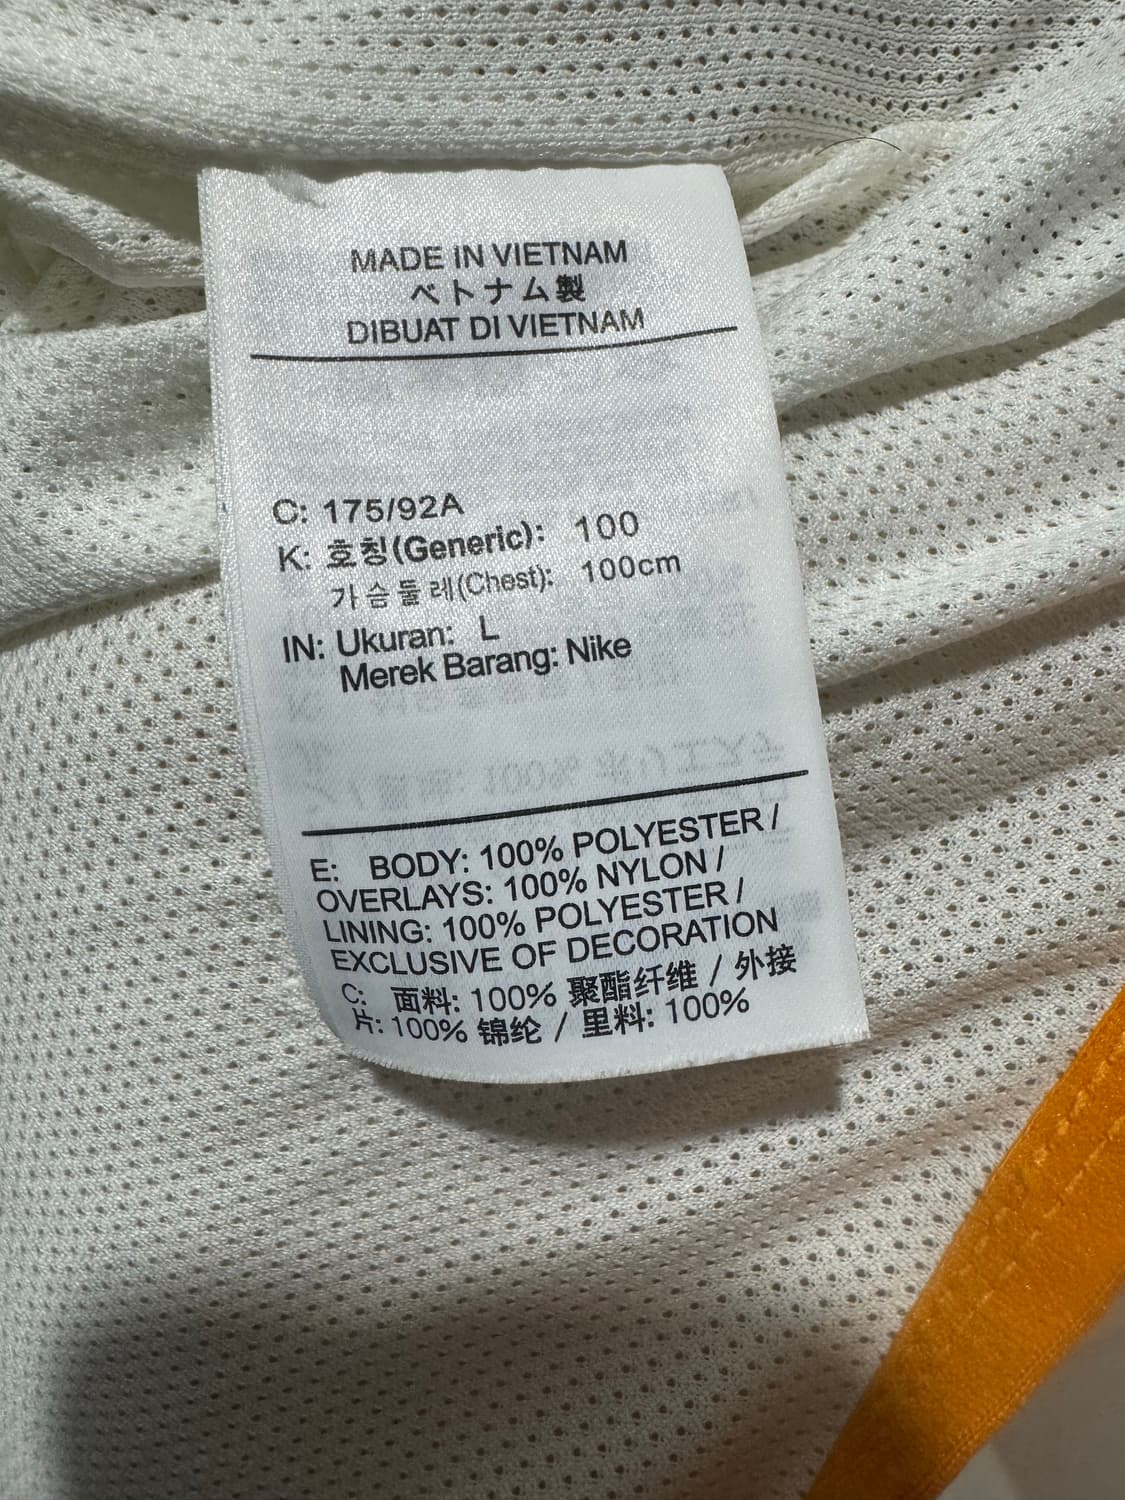 MADE IN VIETNAM
ベトナム製
DIBUAT DI VIETNAM
C: 175/92A
K: 호칭(Generic): 100
가슴둘레(Chest): 100cm
IN: Ukuran: L
Merek Barang: Nike
E: BODY: 100% POLYESTER /
OVERLAYS: 100% NYLON /
LINING: 100% POLYESTER /
EXCLUSIVE OF DECORATION
C: 面料: 100% 聚酯纤维 / 外接
片: 100% 锦纶 / 里料: 100%